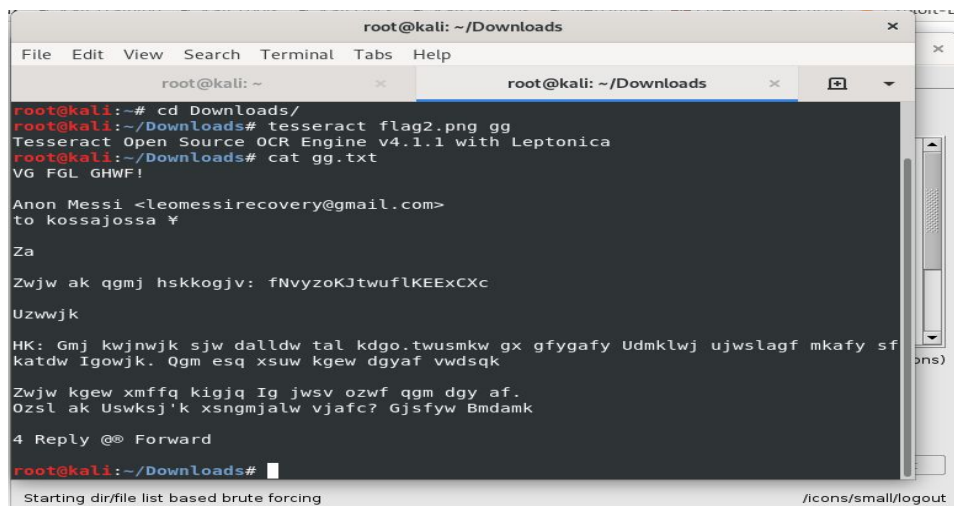 root@kali: ~/Downloads
File Edit View Search Terminal Tabs Help
root@kali: ~
root@kali: ~/Downloads
root@kali:~# cd Downloads/
root@kali:~/Downloads# tesseract flag2.png gg
Tesseract Open Source OCR Engine v4.1.1 with Leptonica
root@kali:~/Downloads# cat gg.txt
VG FGL GHWF!
Anon Messi <leomessirecovery@gmail.com>
to kossajossa ¥
Za
Zwjw ak qgmj hskkogjv: fNvyzoKJtwuflKEExCXc
Uzwwjk
HK: Gmj kwjnwjk sjw dalldw tal kdgo.twusmkw gx gfygafy Udmklwj ujwslagf mkafy sf
katdw Igowjk. Qgm esq xsuw kgew dgyaf vwdsqk
Zwjw kgew xmffq kigjq Ig jwsv ozwf qgm dgy af.
Ozsl ak Uswksj'k xsngmjalw vjafc? Gjsfyw Bmdamk
4 Reply @® Forward
root@kali:~/Downloads#
ons)
Starting dir/file list based brute forcing
/icons/small/logout